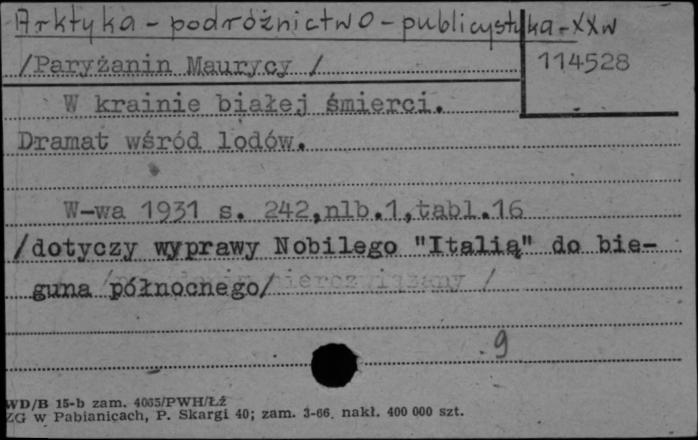 Arktyka - podróżnictwo - publicystyka - XXw
/Paryżanin Maurycy /
114528
W krainie białej śmierci.
Dramat wśród lodów.
W-wa 1931 s. 242,nlb.1,tabl.16
/dotyczy wyprawy Nobilego "Italią" do bie-
guna północnego/
9
WD/B 15-b zam. 4065/PWH/Łź
ZG w Pabianicach, P. Skargi 40; zam. 3-66. nakł. 400 000 szt.